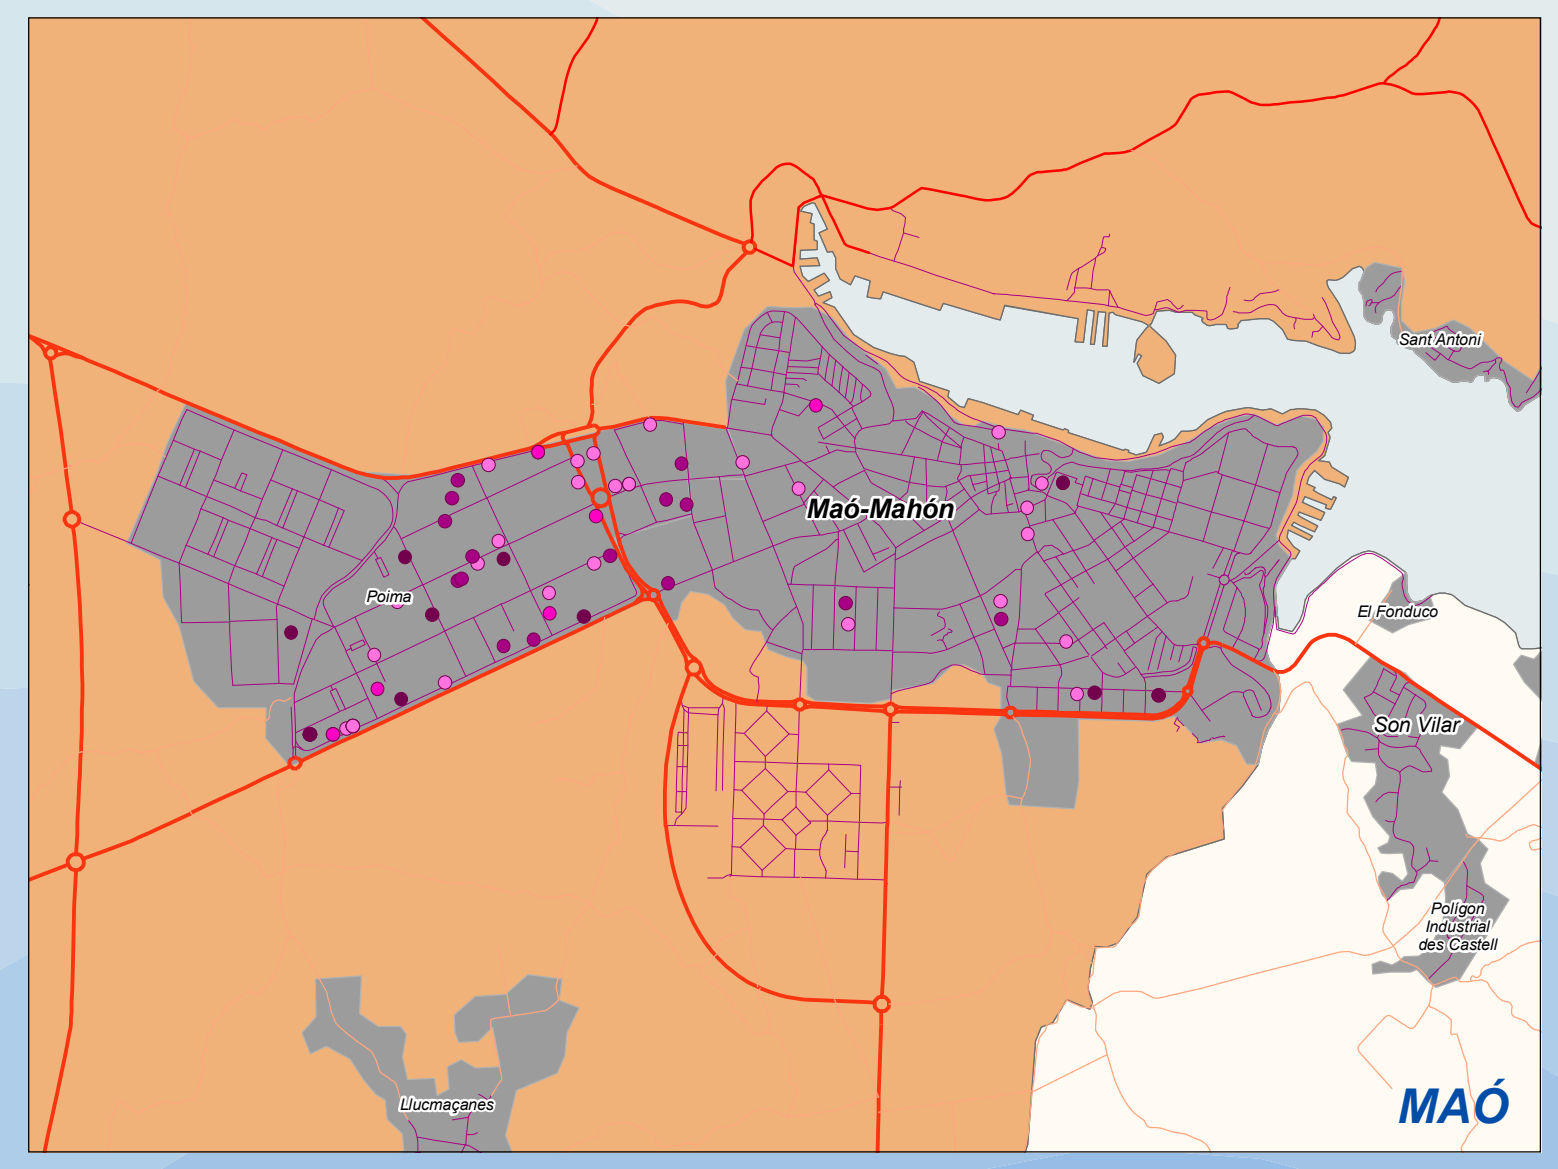 Sant Antoni
Maó-Mahón
Poima
El Fonduco
Son Vilar
Polígon
Industrial
des Castell
Llucmaçanes
MAÓ